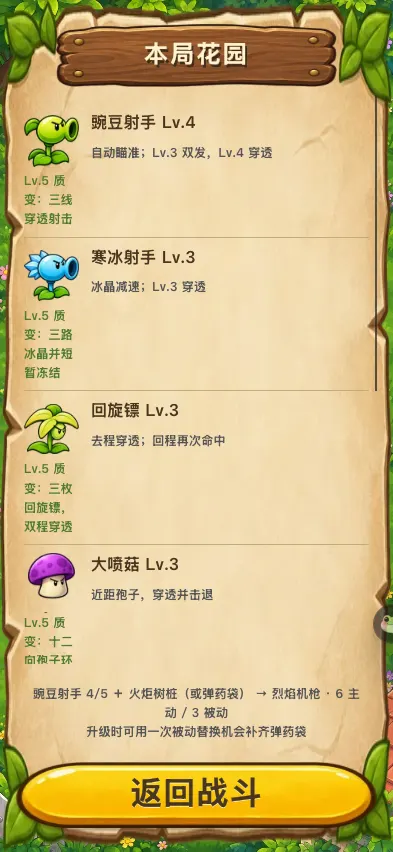 本局花园
豌豆射手 Lv.4
自动瞄准；Lv.3 双发，Lv.4 穿透
Lv.5 质
变：三线
穿透射击
寒冰射手 Lv.3
冰晶减速；Lv.3 穿透
Lv.5 质
变：三路
冰晶并短
暂冻结
回旋镖 Lv.3
去程穿透；回程再次命中
Lv.5 质
变：三枚
回旋镖，
双程穿透
大喷菇 Lv.3
近距孢子，穿透并击退
Lv.5 质
变：十二
向孢子环
豌豆射手 4/5 + 火炬树桩（或弹药袋） → 烈焰机枪 · 6 主
动 / 3 被动
升级时可用一次被动替换机会补齐弹药袋
返回战斗